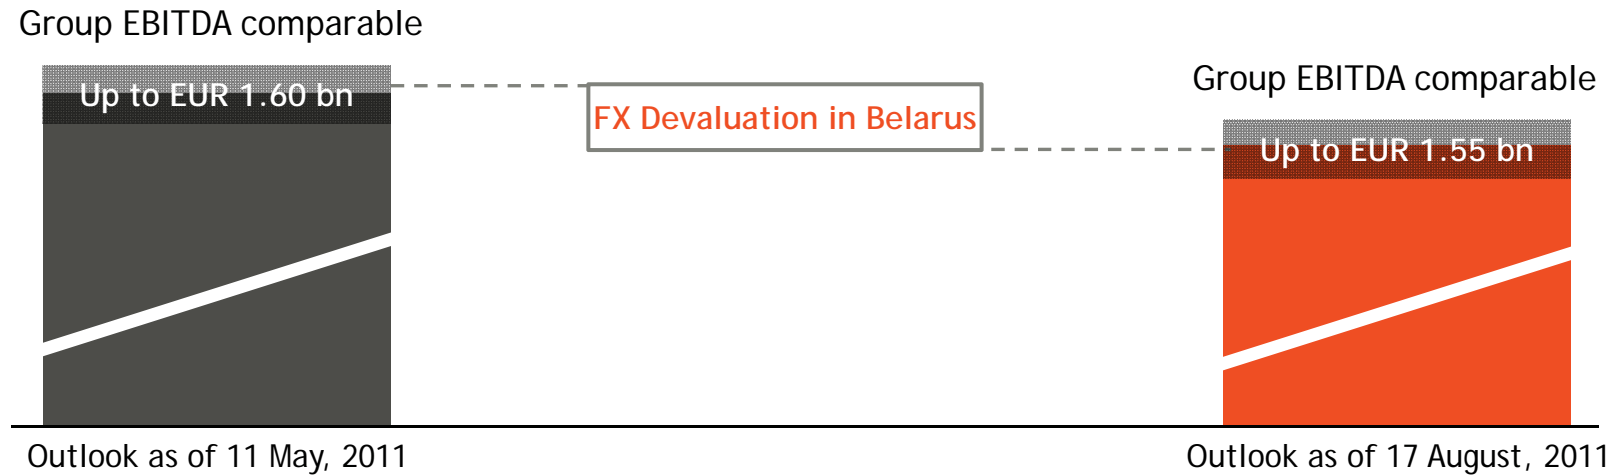 Group EBITDA comparable
Up to EUR 1.60 bn
FX Devaluation in Belarus
Group EBITDA comparable
Up to EUR 1.55 bn
Outlook as of 11 May, 2011
Outlook as of 17 August, 2011